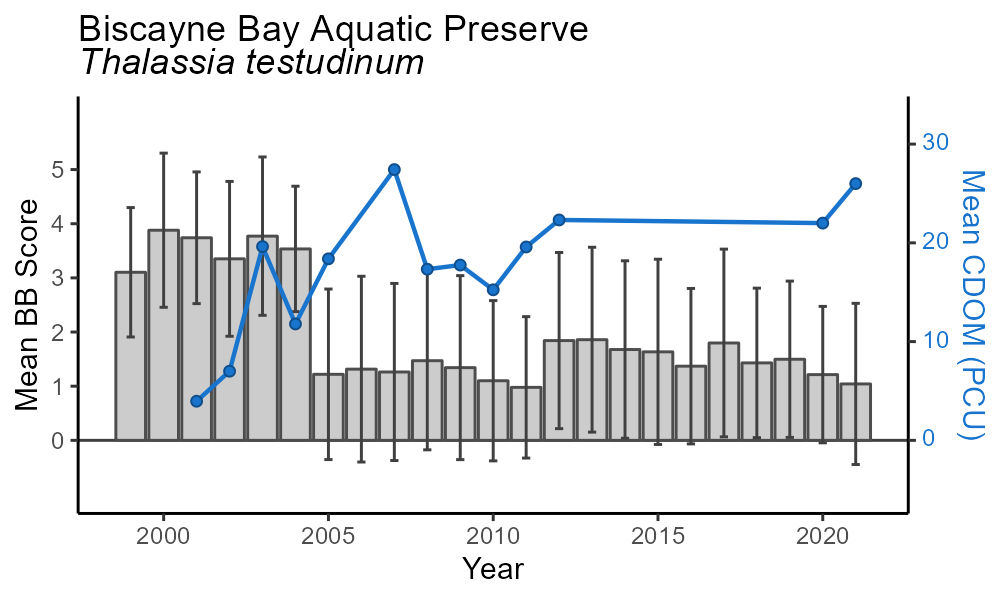 Biscayne Bay Aquatic Preserve
Thalassia testudinum
Mean BB Score
5
4
3
2
1
0
30
20
10
0
Mean CDOM (PCU)
2000 2005 2010 2015 2020
Year